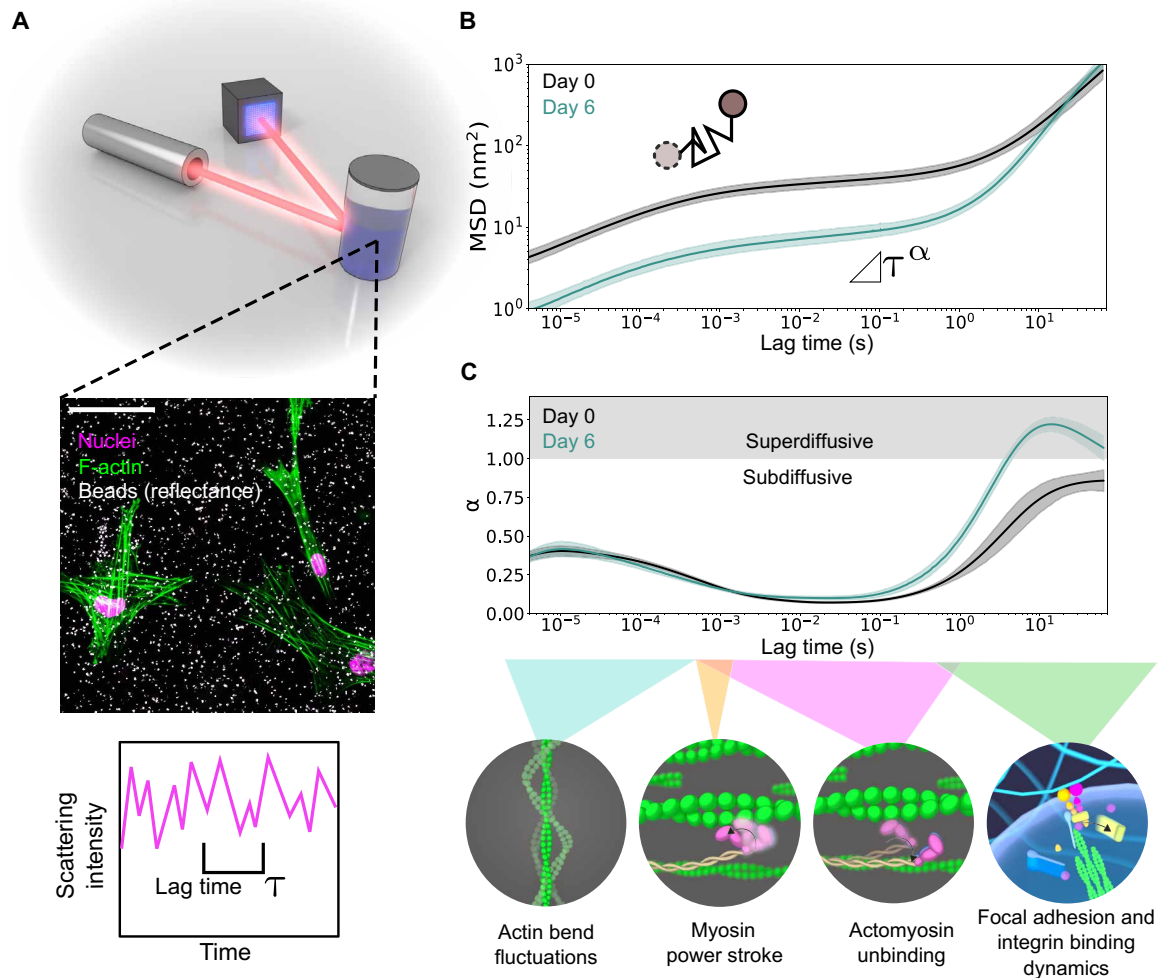 A
Nuclei
F-actin
Beads (reflectance)
Scattering
intensity
Lag time τ
Time
B
Day 0
Day 6
MSD (nm²)
10³
10²
10¹
10⁰
τ^α
10⁻⁵ 10⁻⁴ 10⁻³ 10⁻² 10⁻¹ 10⁰ 10¹
Lag time (s)
C
Day 0
Day 6
Superdiffusive
Subdiffusive
α
1.25
1.00
0.75
0.50
0.25
0.00
10⁻⁵ 10⁻⁴ 10⁻³ 10⁻² 10⁻¹ 10⁰ 10¹
Lag time (s)
Actin bend
fluctuations
Myosin
power stroke
Actomyosin
unbinding
Focal adhesion and
integrin binding
dynamics